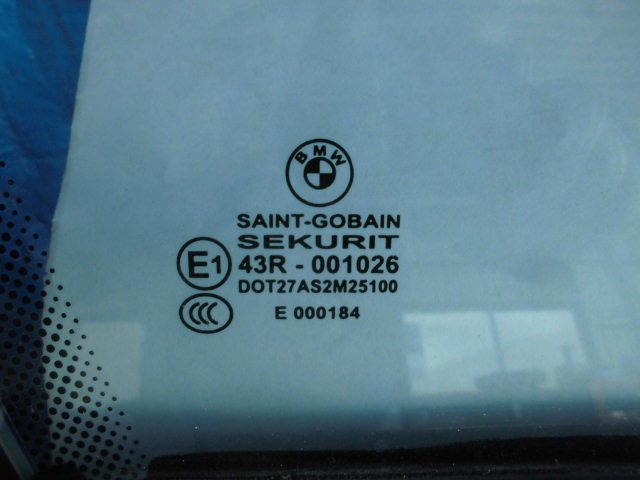 BMW
SAINT-GOBAIN
SEKURIT
E1 43R - 001026
DOT27AS2M25100
CCC E 000184